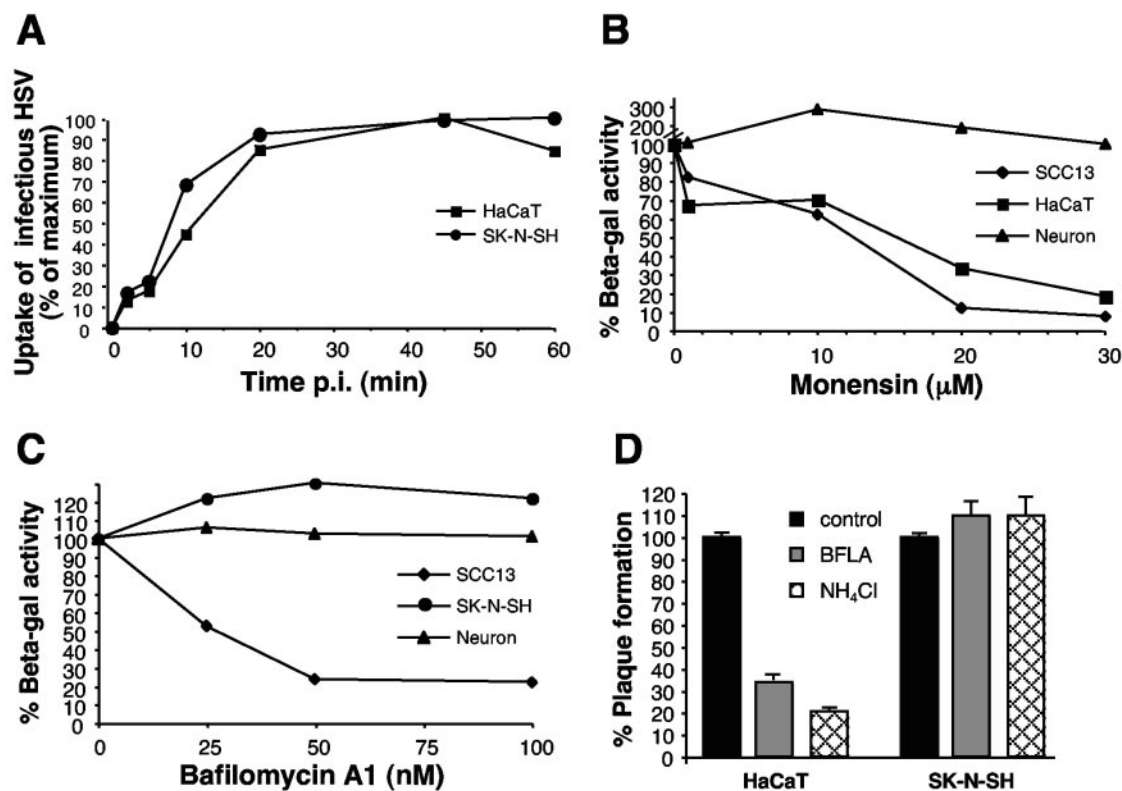 A
Uptake of infectious HSV
(% of maximum)
100
90
80
70
60
50
40
30
20
10
0
HaCaT
SK-N-SH
0
10
20
30
40
50
60
Time p.i. (min)
B
% Beta-gal activity
300
200
100
90
80
70
60
50
40
30
20
10
0
SCC13
HaCaT
Neuron
0
10
20
30
Monensin (μM)
C
% Beta-gal activity
120
110
100
90
80
70
60
50
40
30
20
10
0
SCC13
SK-N-SH
Neuron
0
25
50
75
100
Bafilomycin A1 (nM)
D
% Plaque formation
120
110
100
90
80
70
60
50
40
30
20
10
0
control
BFLA
NH₄Cl
HaCaT
SK-N-SH